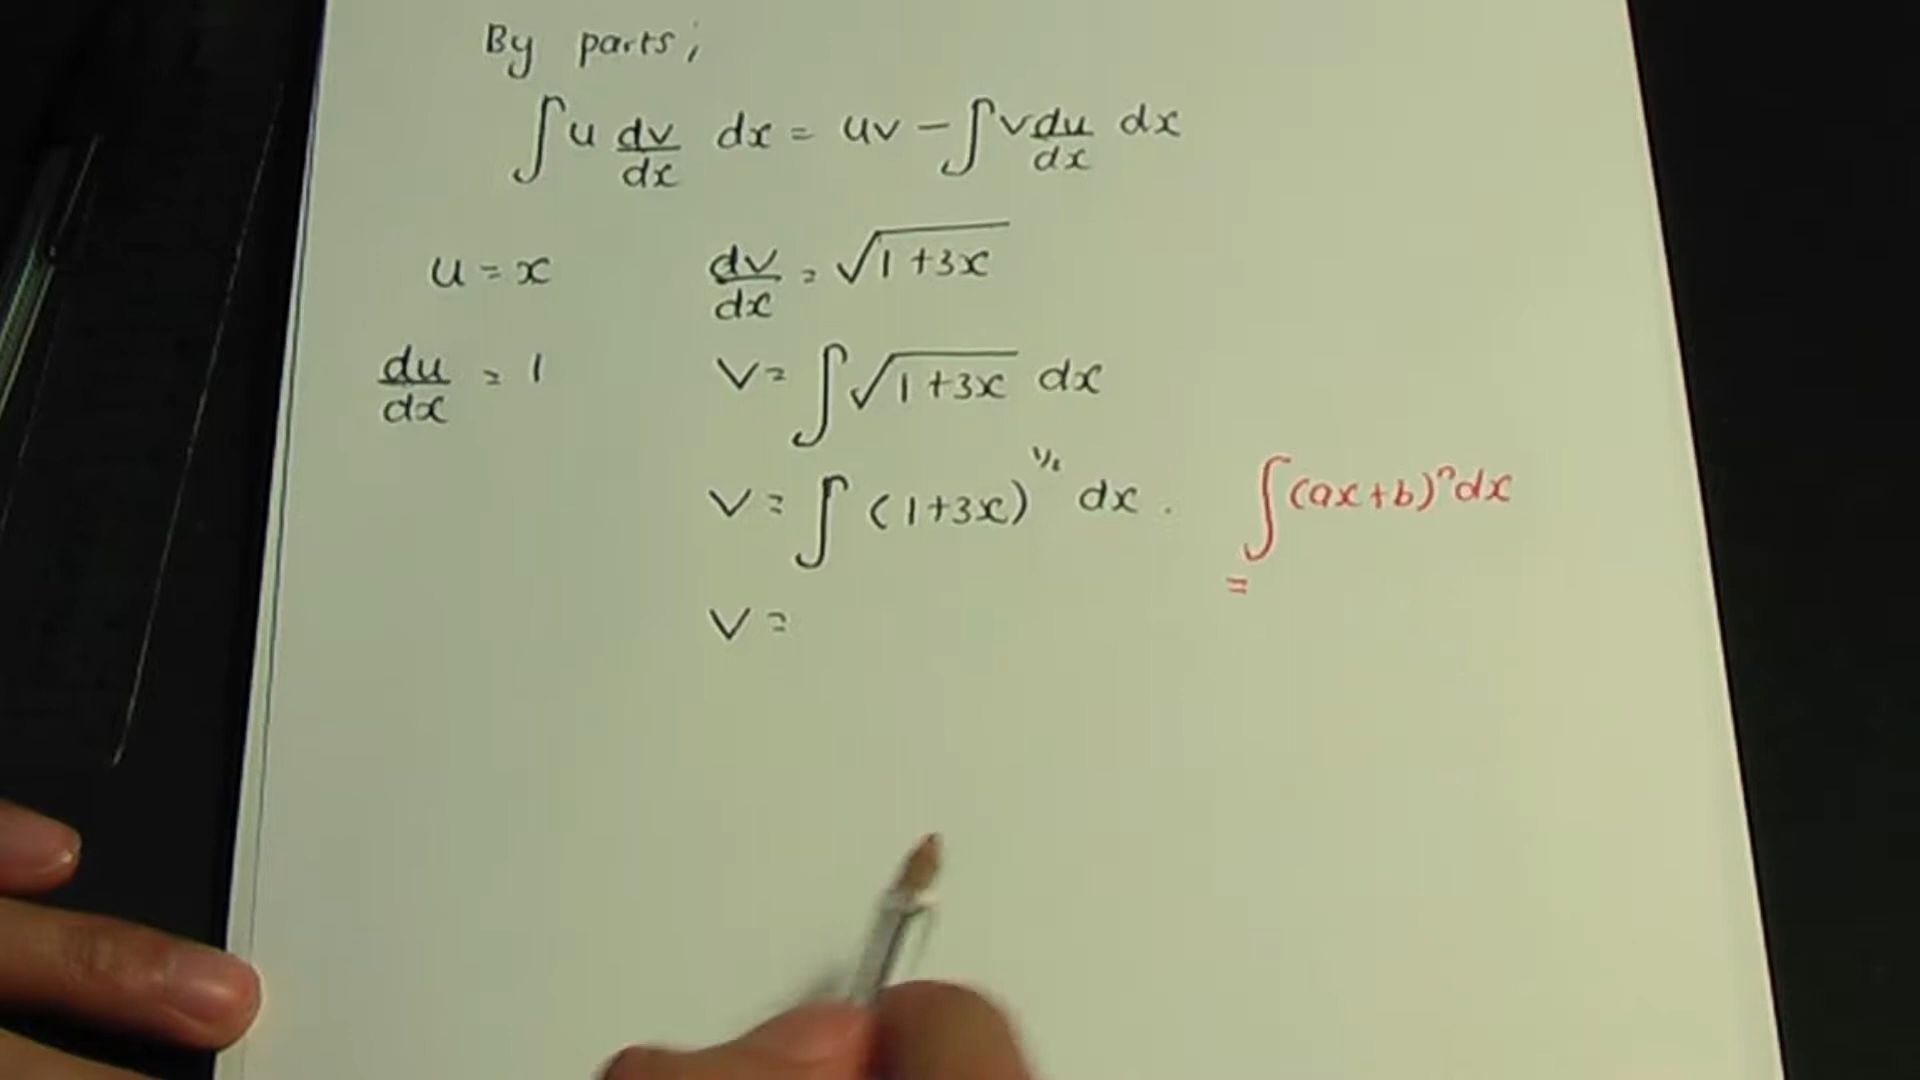 By parts;
∫u dv/dx dx = uv − ∫v du/dx dx
u = x
dv/dx = √(1+3x)
du/dx = 1
v = ∫√(1+3x) dx
v = ∫(1+3x)^1/2 dx.
∫(ax+b)^n dx
=
v =